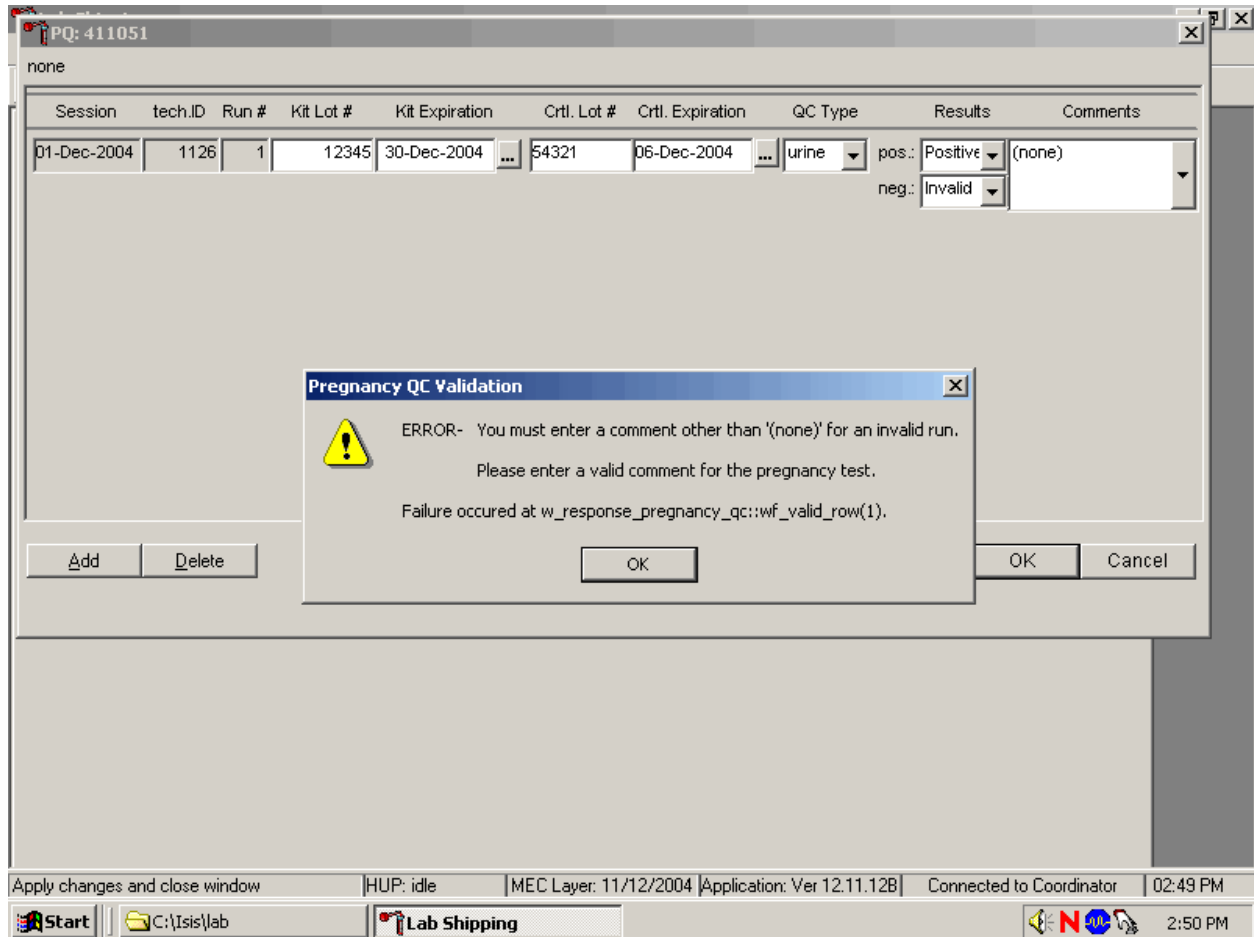 PQ: 411051
none
Session tech.ID Run # Kit Lot # Kit Expiration Crtl. Lot # Crtl. Expiration QC Type Results Comments
01-Dec-2004 1126 1 12345 30-Dec-2004 ... 54321 06-Dec-2004 ... urine pos.: Positive (none)
neg.: Invalid
Pregnancy QC Validation
ERROR- You must enter a comment other than '(none)' for an invalid run.
Please enter a valid comment for the pregnancy test.
Failure occured at w_response_pregnancy_qc::wf_valid_row(1).
OK
Add Delete OK Cancel
Apply changes and close window HUP: idle MEC Layer: 11/12/2004 Application: Ver 12.11.12B Connected to Coordinator 02:49 PM
Start C:\Isis\lab Lab Shipping N 2:50 PM